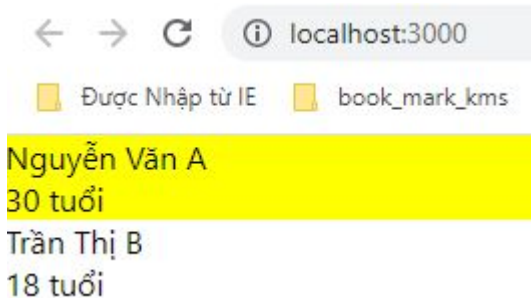 localhost:3000
Được Nhập từ IE book_mark_kms
Nguyễn Văn A
30 tuổi
Trần Thị B
18 tuổi